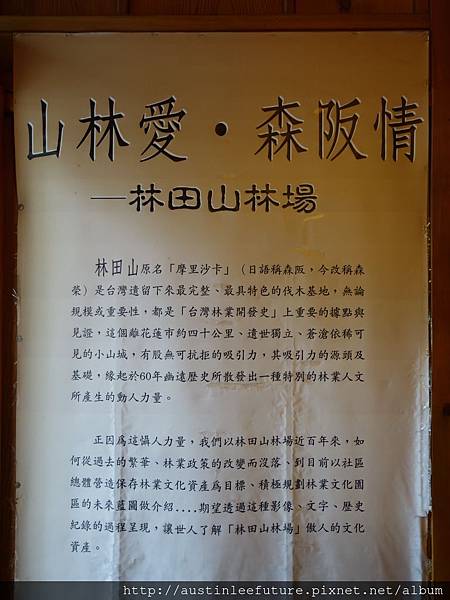 山林愛・森阪情
—林田山林場
林田山原名「摩里沙卡」（日語稱森阪，今改稱森
榮）是台灣遺留下來最完整、最具特色的伐木基地，無論
規模或重要性，都是「台灣林業開發史」上重要的據點與
見證，這個離花蓮市約四十公里、遺世獨立、蒼滄依稀可
見的小山城，有股無可抗拒的吸引力，其吸引力的源頭及
基礎，緣起於60年幽遠歷史所散發出一種特別的林業人文
所產生的動人力量。
正因為這懾人力量，我們以林田山林場近百年來，如
何從過去的繁華、林業政策的改變而沒落、到目前以社區
總體營造保存林業文化資產為目標、積極規劃林業文化園
區的未來藍圖做介紹....期望透過這種影像、文字、歷史
紀錄的過程呈現，讓世人了解「林田山林場」傲人的文化
資產。
http://austinleefuture.pixnet.net/album